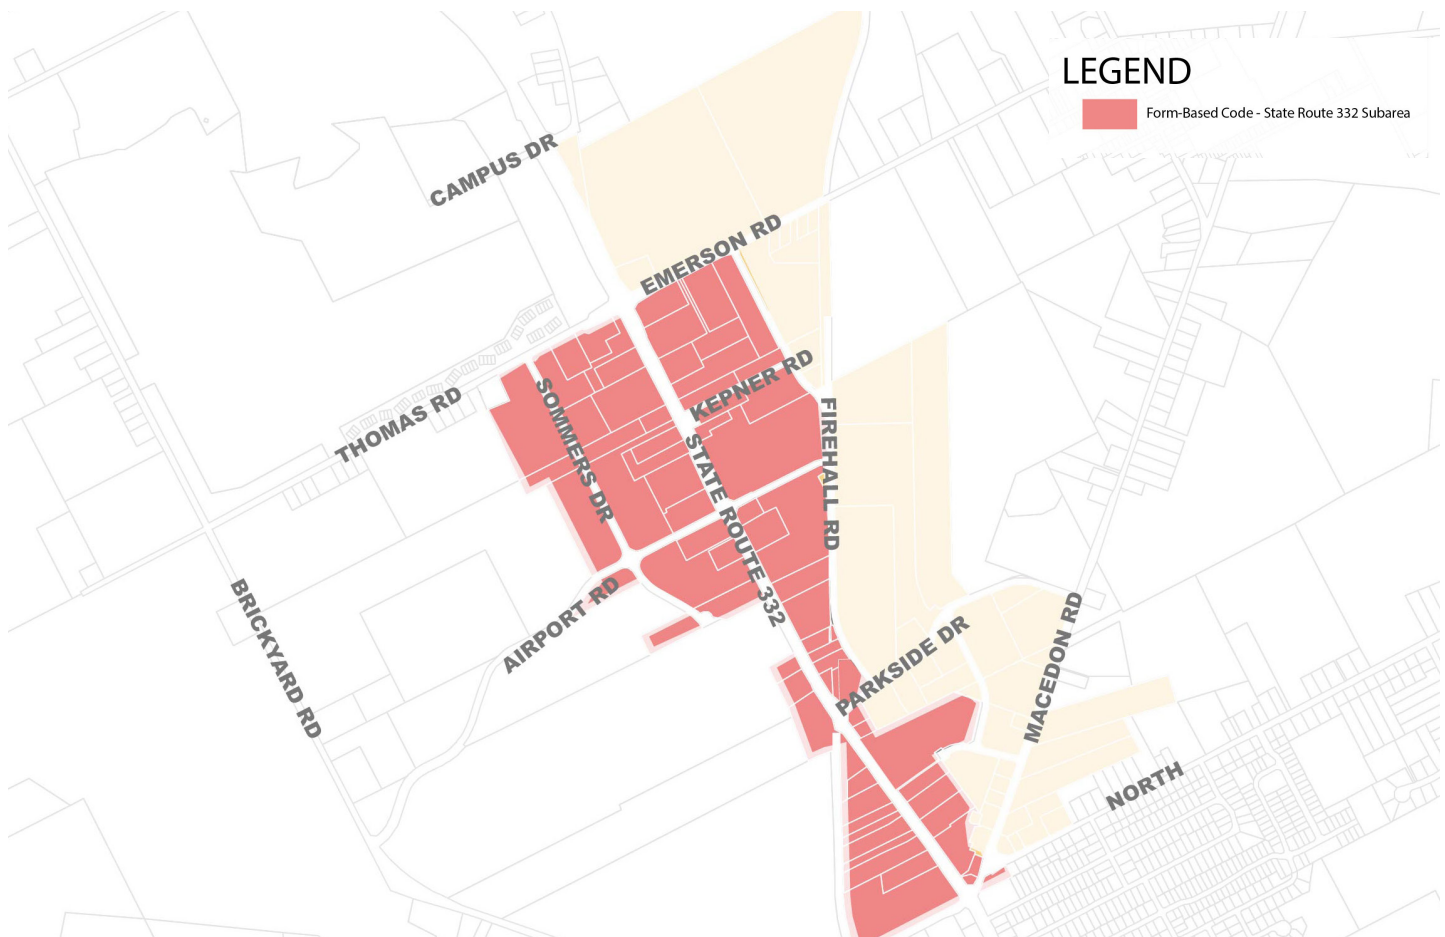 LEGEND
Form-Based Code - State Route 332 Subarea
CAMPUS DR
EMERSON RD
KEPNER RD
THOMAS RD
SOMMERS DR
STATE ROUTE 332
FIREHALL RD
AIRPORT RD
BRICKYARD RD
PARKSIDE DR
MACEDON RD
NORTH